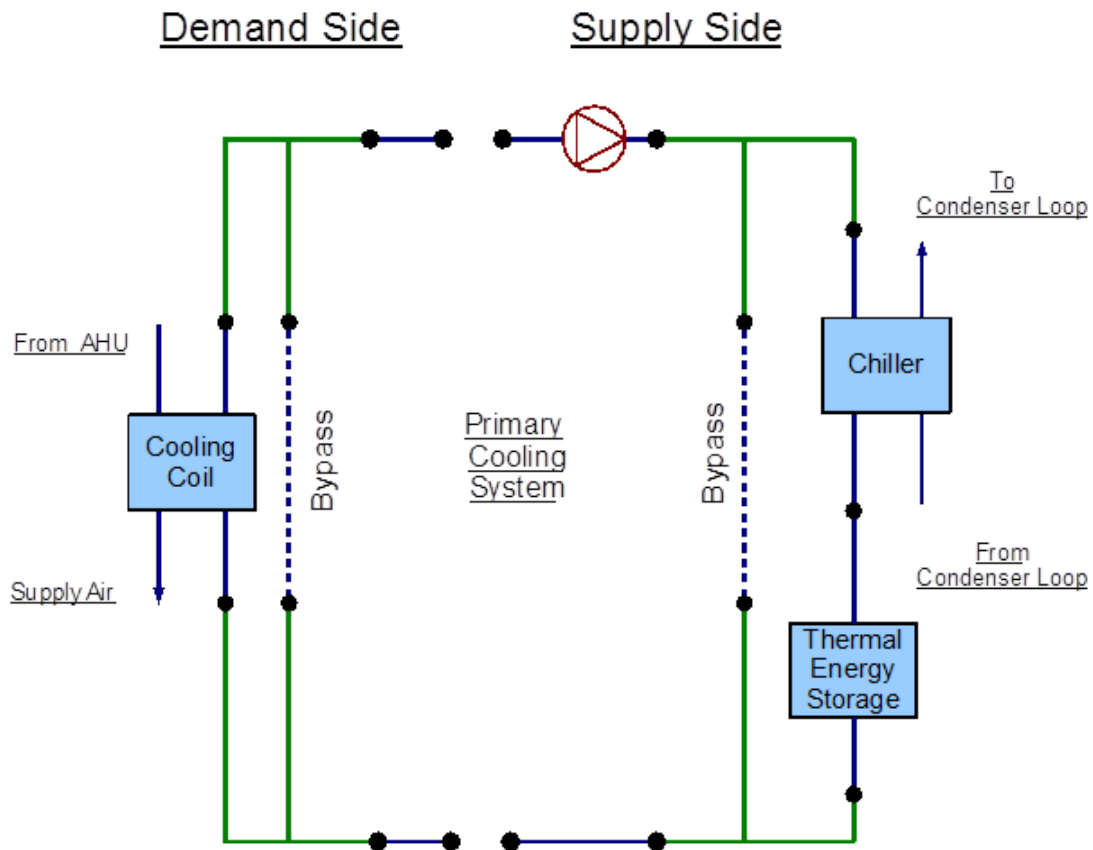 Demand Side
Supply Side
To
Condenser Loop
From AHU
Chiller
Cooling
Coil
Bypass
Primary
Cooling
System
Bypass
Supply Air
From
Condenser Loop
Thermal
Energy
Storage